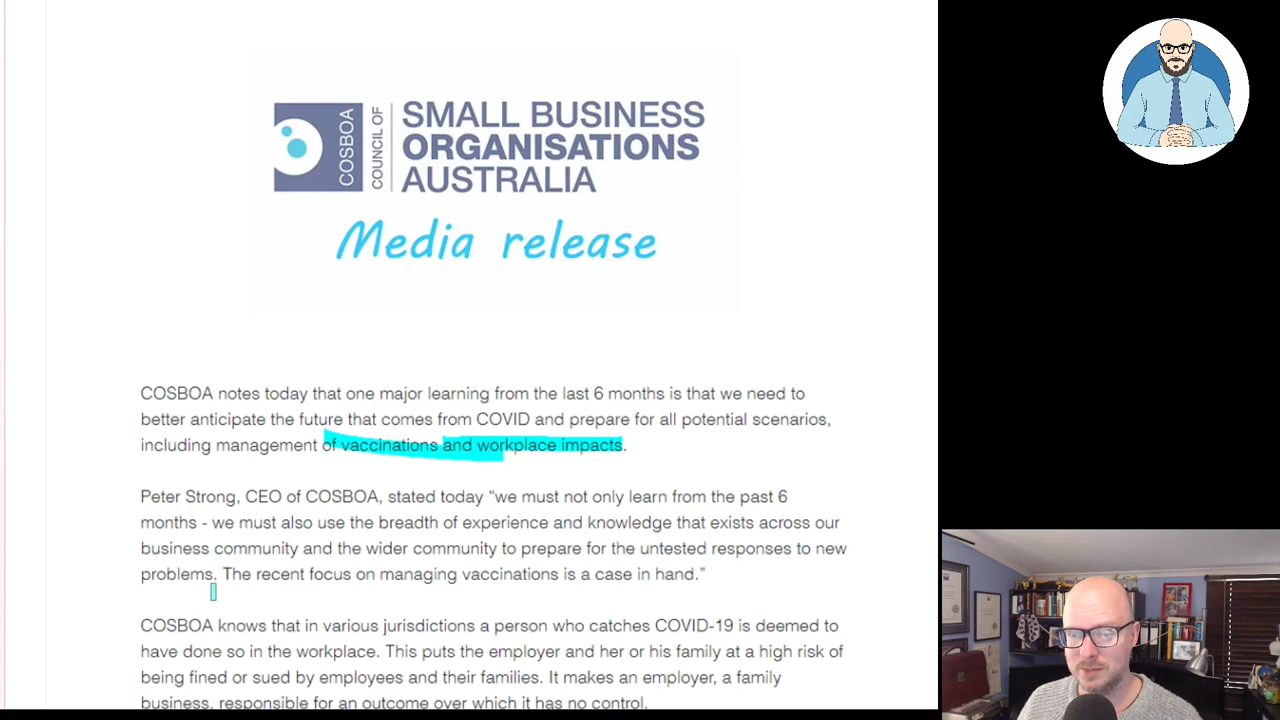 COSBOA
COUNCIL OF
SMALL BUSINESS
ORGANISATIONS
AUSTRALIA
Media release
COSBOA notes today that one major learning from the last 6 months is that we need to
better anticipate the future that comes from COVID and prepare for all potential scenarios,
including management of vaccinations and workplace impacts.
Peter Strong, CEO of COSBOA, stated today “we must not only learn from the past 6
months - we must also use the breadth of experience and knowledge that exists across our
business community and the wider community to prepare for the untested responses to new
problems. The recent focus on managing vaccinations is a case in hand.”
COSBOA knows that in various jurisdictions a person who catches COVID-19 is deemed to
have done so in the workplace. This puts the employer and her or his family at a high risk of
being fined or sued by employees and their families. It makes an employer, a family
business, responsible for an outcome over which it has no control.